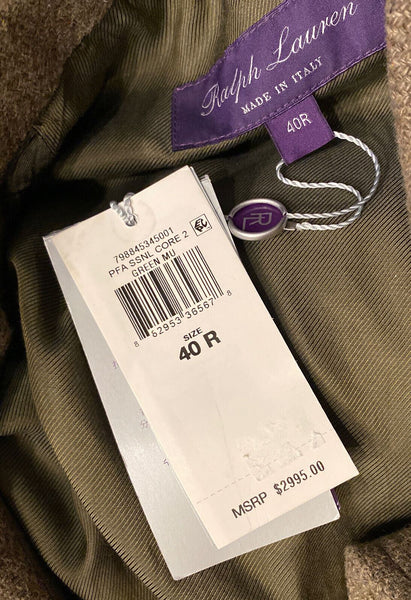 Ralph Lauren
MADE IN ITALY
40R
798845345001
PFA SSNL CORE 2
GREEN MU
8 62953 36567 8
SIZE
40 R
MSRP $2995.00